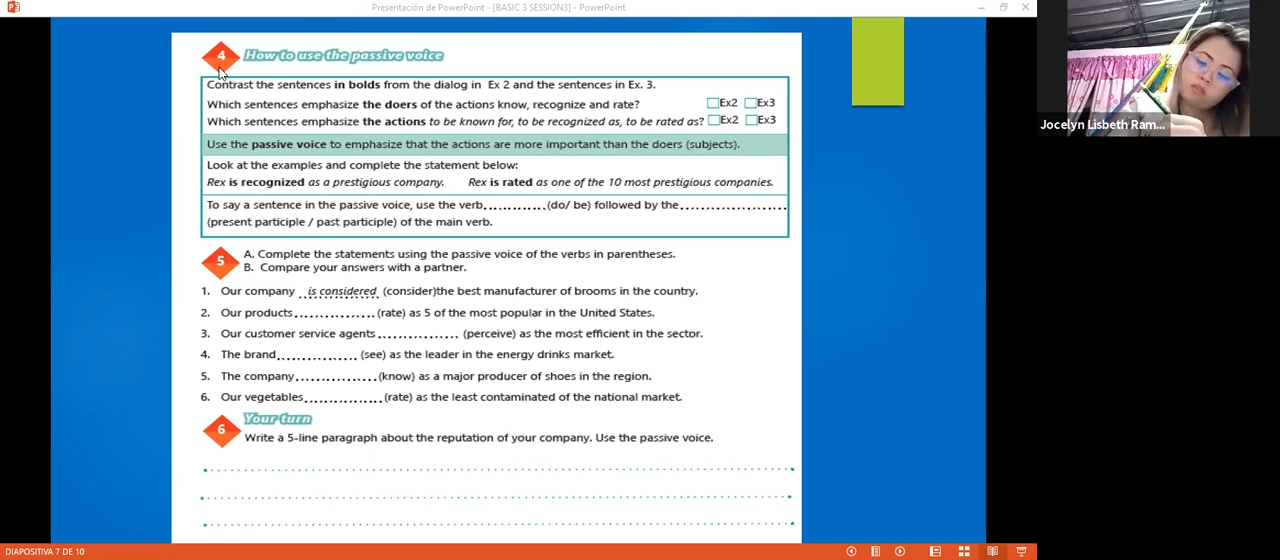 Presentación de PowerPoint - [BASIC 3 SESSION3] - PowerPoint
4 How to use the passive voice
Contrast the sentences in bolds from the dialog in Ex 2 and the sentences in Ex. 3.
Which sentences emphasize the doers of the actions know, recognize and rate? Ex2 Ex3
Which sentences emphasize the actions to be known for, to be recognized as, to be rated as? Ex2 Ex3
Use the passive voice to emphasize that the actions are more important than the doers (subjects).
Look at the examples and complete the statement below:
Rex is recognized as a prestigious company. Rex is rated as one of the 10 most prestigious companies.
To say a sentence in the passive voice, use the verb............(do/ be) followed by the.....................
(present participle / past participle) of the main verb.
5 A. Complete the statements using the passive voice of the verbs in parentheses.
B. Compare your answers with a partner.
1. Our company is considered (consider)the best manufacturer of brooms in the country.
2. Our products...............(rate) as 5 of the most popular in the United States.
3. Our customer service agents............... (perceive) as the most efficient in the sector.
4. The brand............... (see) as the leader in the energy drinks market.
5. The company...............(know) as a major producer of shoes in the region.
6. Our vegetables...............(rate) as the least contaminated of the national market.
6 Your turn
Write a 5-line paragraph about the reputation of your company. Use the passive voice.
Jocelyn Lisbeth Ram...
DIAPOSITIVA 7 DE 10